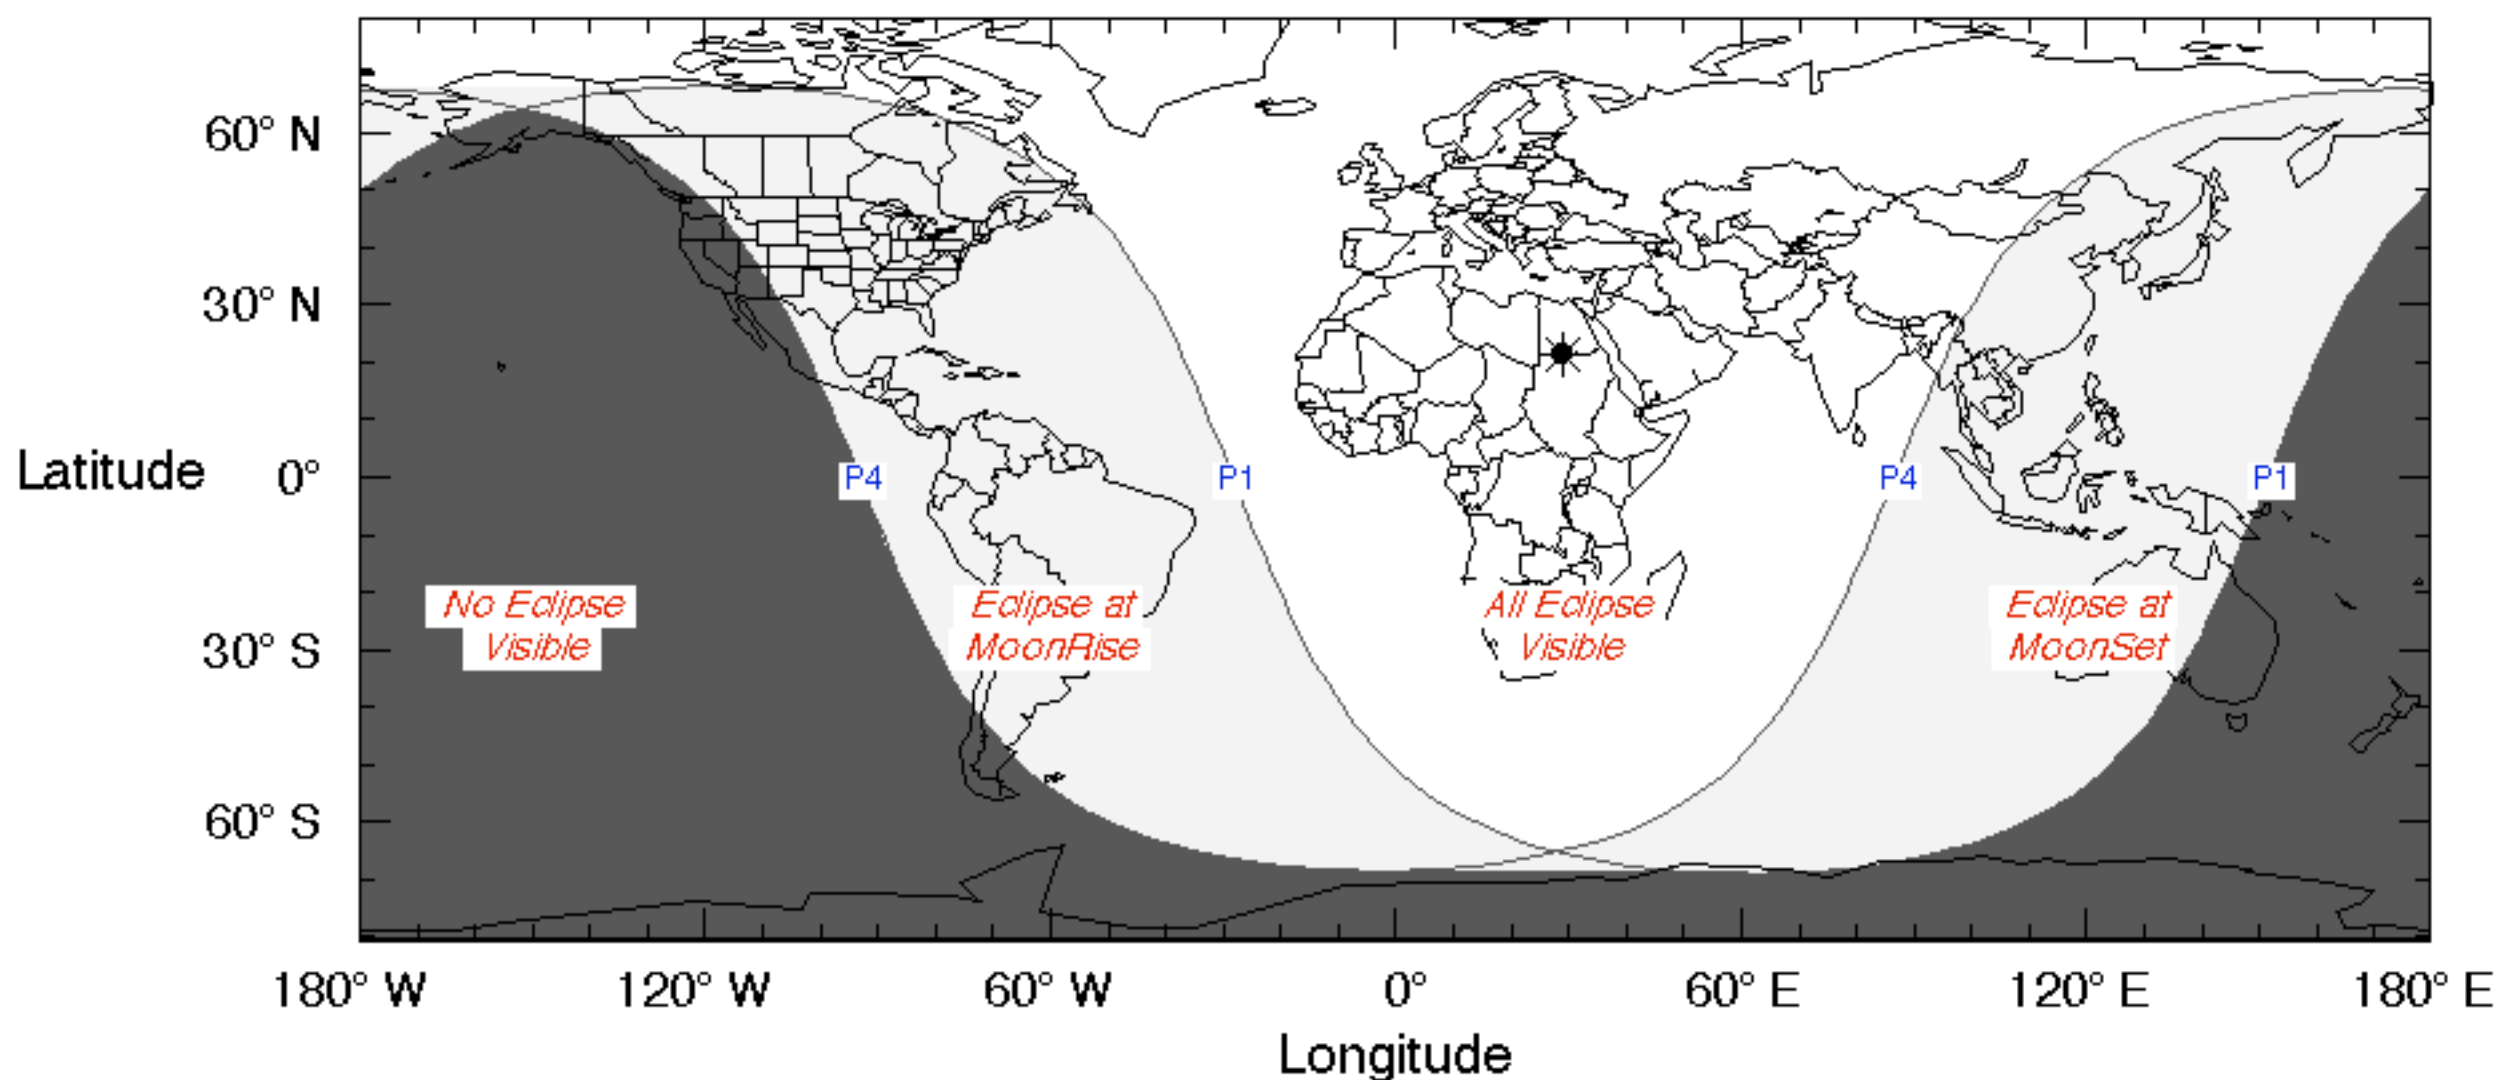 60° N
30° N
Latitude 0°
P4 P1 P4 P1
No Eclipse Eclipse at All Eclipse Eclipse at
Visible MoonRise Visible MoonSet
30° S
60° S
180° W 120° W 60° W 0° 60° E 120° E 180° E
Longitude